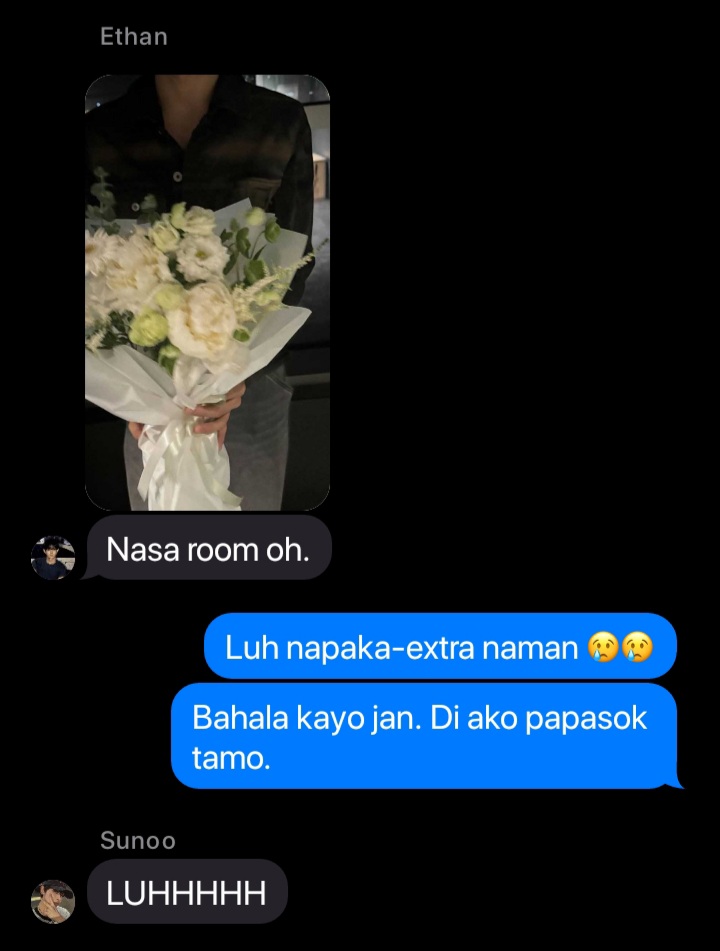 Ethan
Nasa room oh.
Luh napaka-extra naman 😢😢
Bahala kayo jan. Di ako papasok
tamo.
Sunoo
LUHHHHH